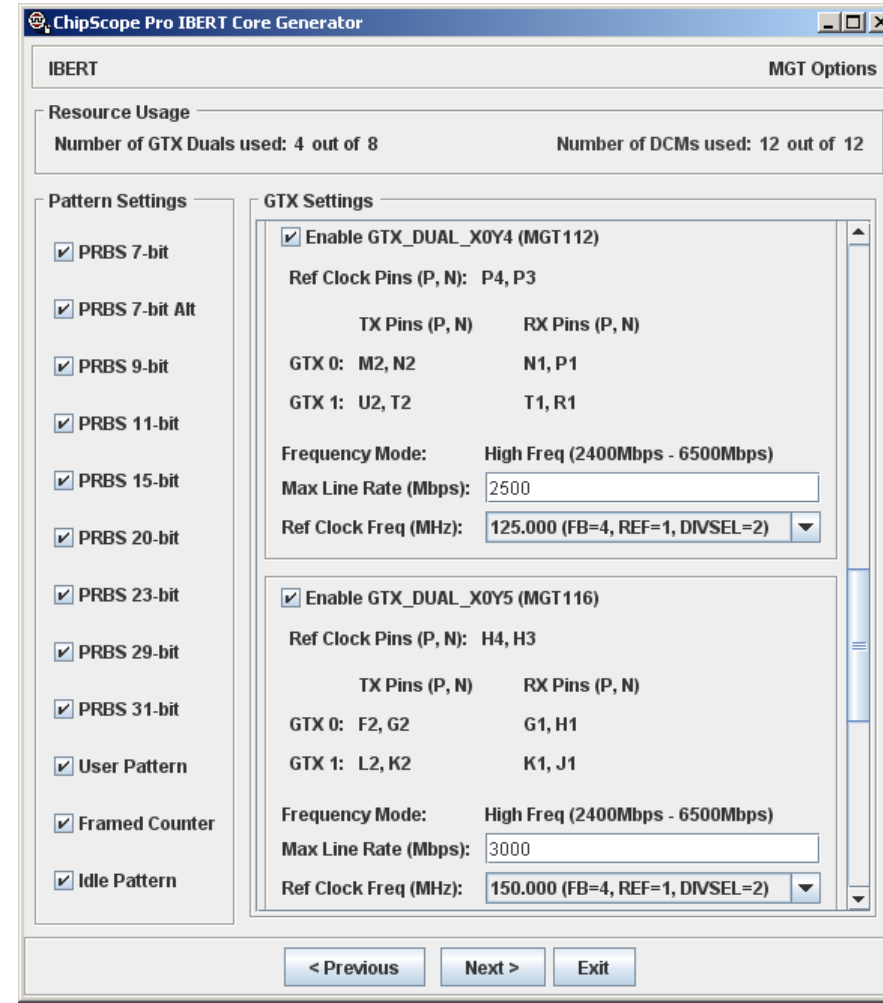 ChipScope Pro IBERT Core Generator
IBERT MGT Options
Resource Usage
Number of GTX Duals used: 4 out of 8 Number of DCMs used: 12 out of 12
Pattern Settings
PRBS 7-bit
PRBS 7-bit Alt
PRBS 9-bit
PRBS 11-bit
PRBS 15-bit
PRBS 20-bit
PRBS 23-bit
PRBS 29-bit
PRBS 31-bit
User Pattern
Framed Counter
Idle Pattern
GTX Settings
Enable GTX_DUAL_X0Y4 (MGT112)
Ref Clock Pins (P, N): P4, P3
TX Pins (P, N) RX Pins (P, N)
GTX 0: M2, N2 N1, P1
GTX 1: U2, T2 T1, R1
Frequency Mode: High Freq (2400Mbps - 6500Mbps)
Max Line Rate (Mbps): 2500
Ref Clock Freq (MHz): 125.000 (FB=4, REF=1, DIVSEL=2)
Enable GTX_DUAL_X0Y5 (MGT116)
Ref Clock Pins (P, N): H4, H3
TX Pins (P, N) RX Pins (P, N)
GTX 0: F2, G2 G1, H1
GTX 1: L2, K2 K1, J1
Frequency Mode: High Freq (2400Mbps - 6500Mbps)
Max Line Rate (Mbps): 3000
Ref Clock Freq (MHz): 150.000 (FB=4, REF=1, DIVSEL=2)
< Previous Next > Exit